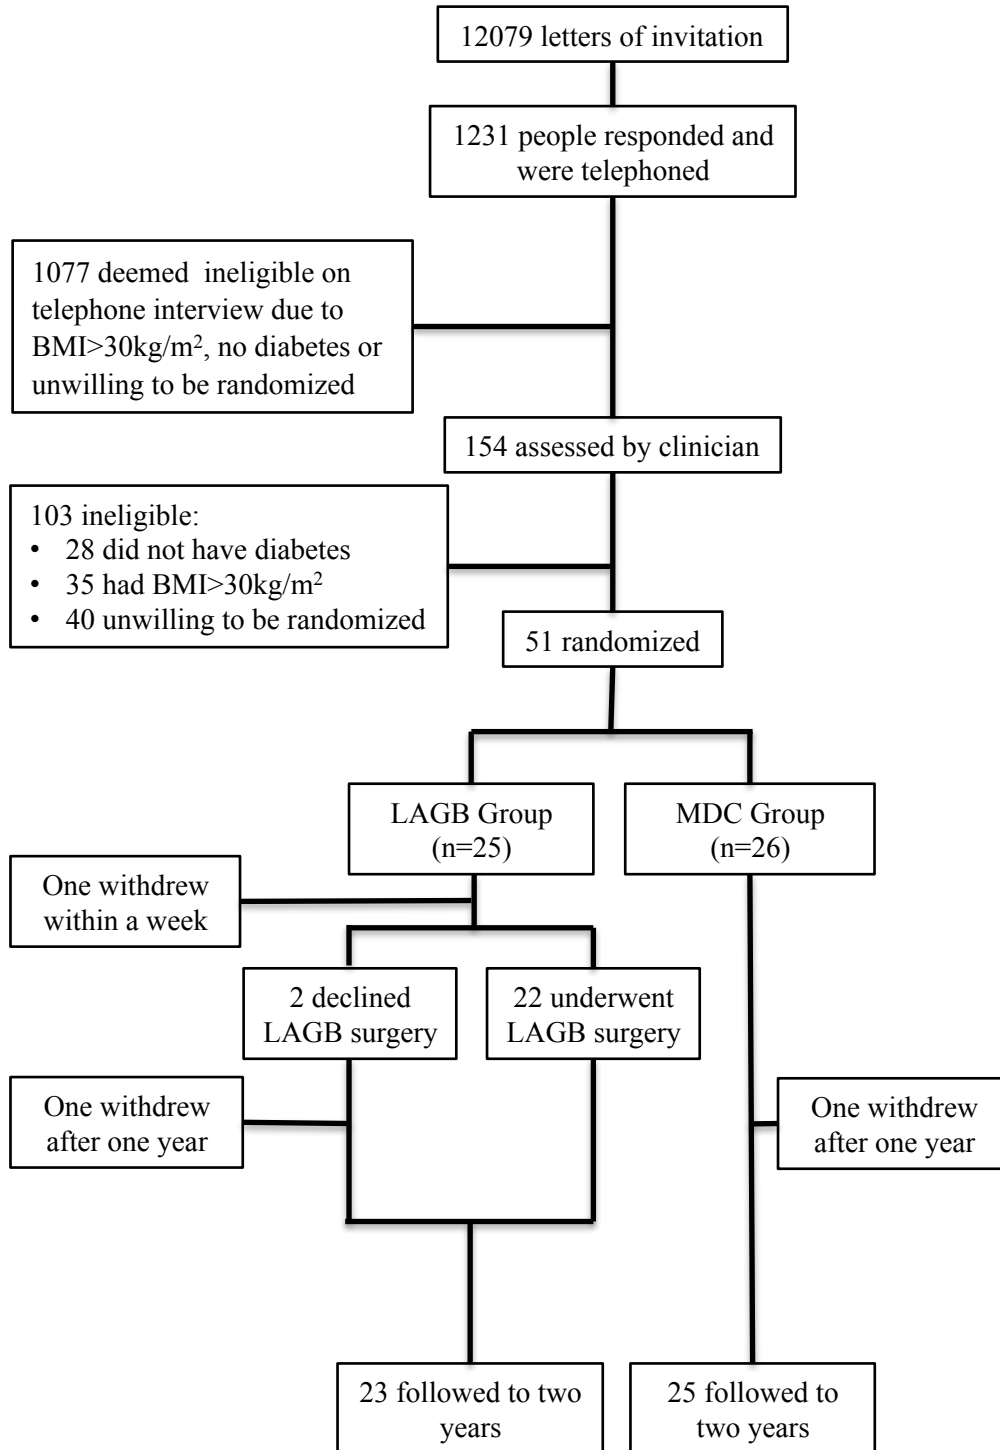 12079 letters of invitation
1231 people responded and
were telephoned
1077 deemed  ineligible on
telephone interview due to
BMI>30kg/m², no diabetes or
unwilling to be randomized
154 assessed by clinician
103 ineligible:
• 28 did not have diabetes
• 35 had BMI>30kg/m²
• 40 unwilling to be randomized
51 randomized
LAGB Group
(n=25)
MDC Group
(n=26)
One withdrew
within a week
2 declined
LAGB surgery
22 underwent
LAGB surgery
One withdrew
after one year
One withdrew
after one year
23 followed to two
years
25 followed to
two years